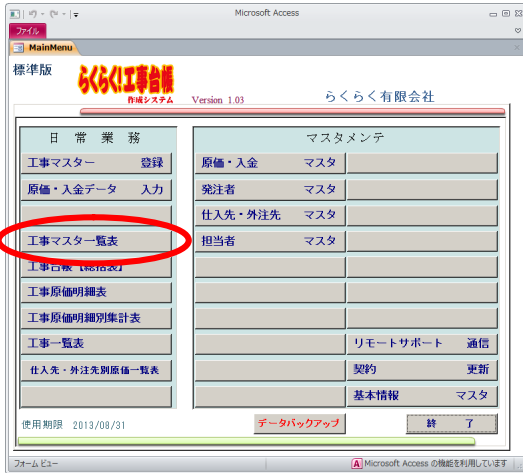 Microsoft Access
ファイル
MainMenu
標準版
らくらく!工事台帳
作成システム
Version 1.03
らくらく有限会社
日 常 業 務
マスタメンテ
工事マスター 登録
原価・入金データ 入力
工事マスタ一覧表
工事台帳【総括表】
工事原価明細表
工事原価明細別集計表
工事一覧表
仕入先・外注先別原価一覧表
原価・入金 マスタ
発注者 マスタ
仕入先・外注先 マスタ
担当者 マスタ
リモートサポート 通信
契約 更新
基本情報 マスタ
使用期限 2013/08/31
データバックアップ
終 了
フォーム ビュー
Microsoft Access の機能を利用しています